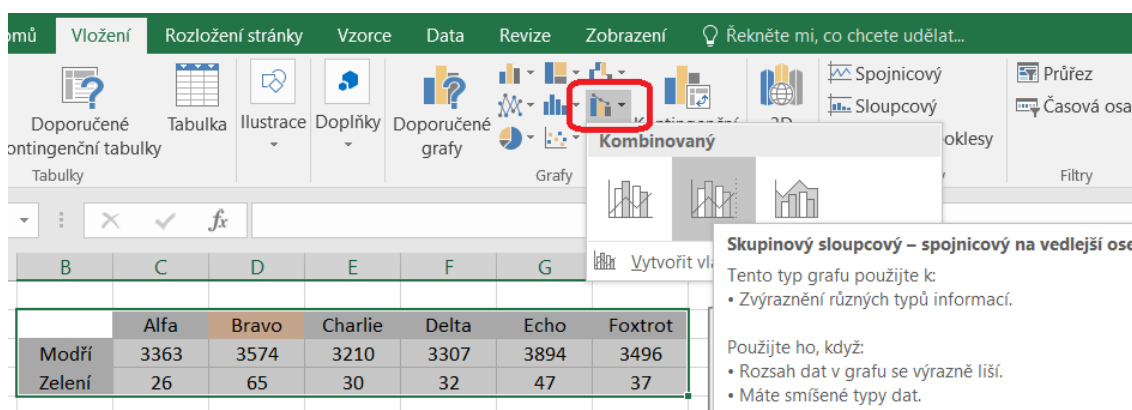 omů Vložení Rozložení stránky Vzorce Data Revize Zobrazení Řekněte mi, co chcete udělat...
Doporučené
ontingenční tabulky
Tabulka
Ilustrace
Doplňky
Doporučené
grafy
Spojnicový
Sloupcový
oklesy
Průřez
Časová osa
Tabulky
Grafy
Filtry
Kombinovaný
fx
Vytvořit vl
Skupinový sloupcový – spojnicový na vedlejší ose
Tento typ grafu použijte k:
• Zvýraznění různých typů informací.
Použijte ho, když:
• Rozsah dat v grafu se výrazně liší.
• Máte smíšené typy dat.
B C D E F G
Alfa Bravo Charlie Delta Echo Foxtrot
Modří 3363 3574 3210 3307 3894 3496
Zelení 26 65 30 32 47 37